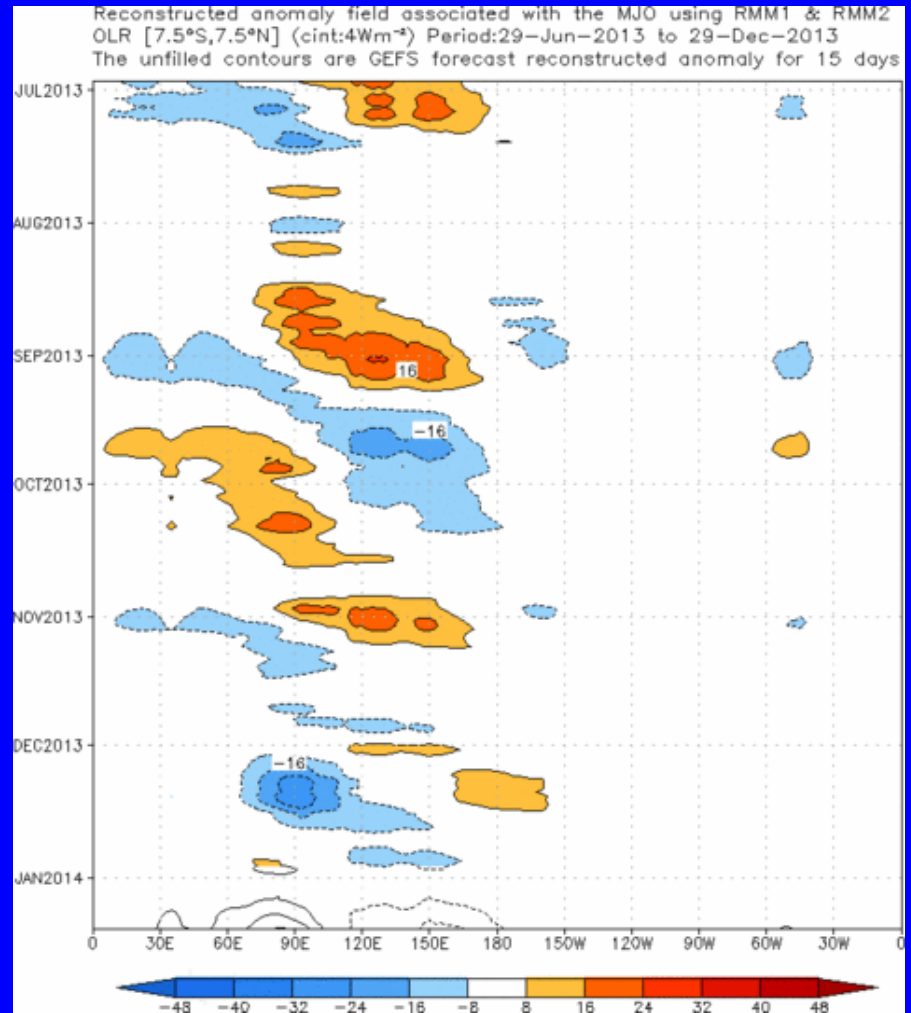 Reconstructed anomaly field associated with the MJO using RMM1 & RMM2
OLR [7.5°S,7.5°N] (cint:4Wm⁻²) Period:29-Jun-2013 to 29-Dec-2013
The unfilled contours are GEFS forecast reconstructed anomaly for 15 days
JUL2013
AUG2013
SEP2013
16
-16
OCT2013
NOV2013
DEC2013
-16
JAN2014
0 30E 60E 90E 120E 150E 180 150W 120W 90W 60W 30W 0
-48 -40 -32 -24 -16 -8 8 16 24 32 40 48